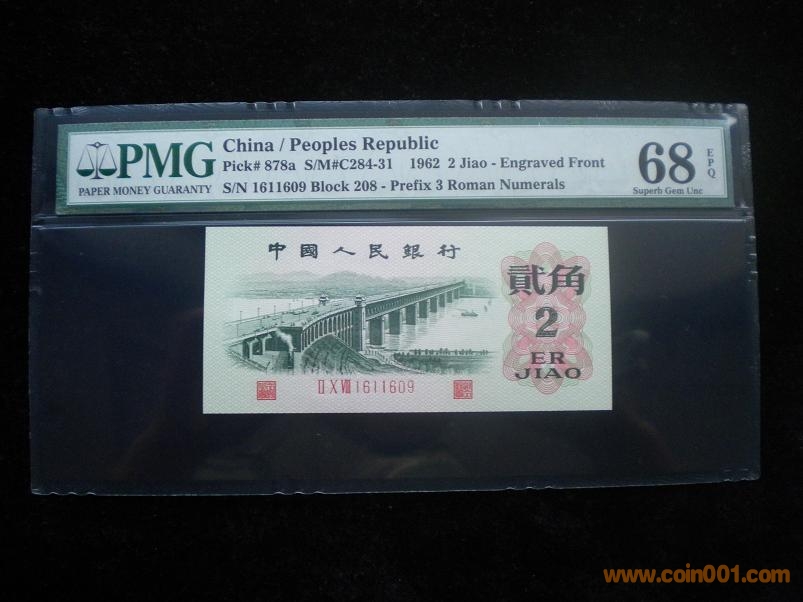 PMG
PAPER MONEY GUARANTY
China / Peoples Republic
Pick# 878a S/M#C284-31 1962 2 Jiao - Engraved Front
S/N 1611609 Block 208 - Prefix 3 Roman Numerals
68
EPQ
Superb Gem Unc
中國人民銀行
貳角
2
ER
JIAO
II X VIII 1611609
www.coin001.com